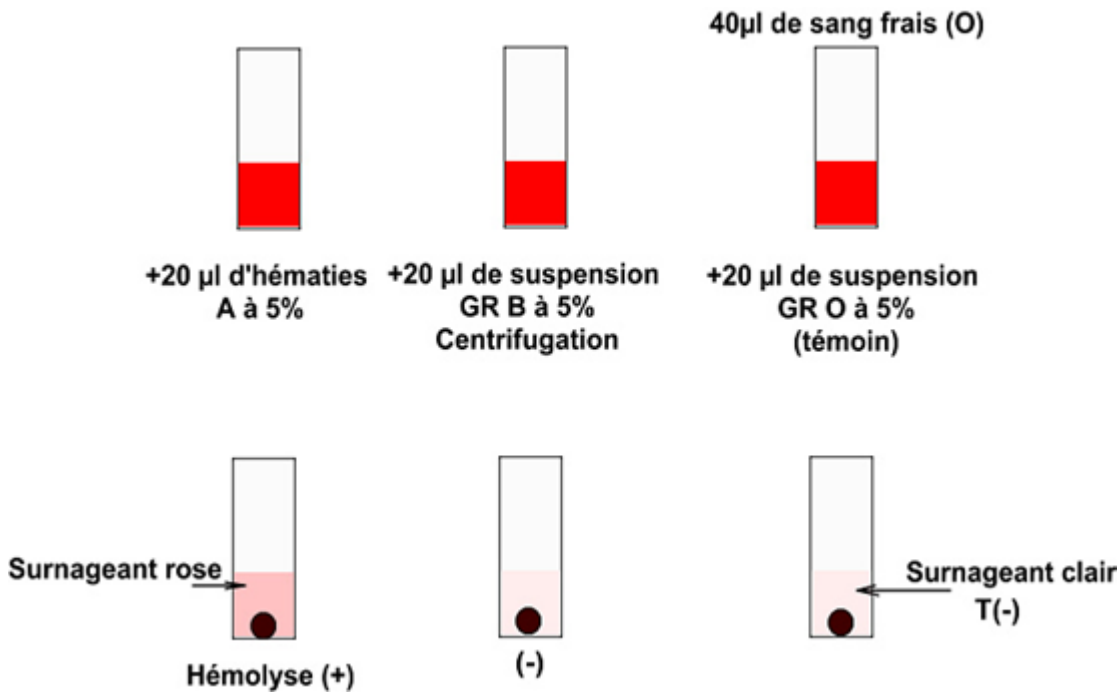 40µl de sang frais (O)
+20 µl d'hématies
A à 5%
+20 µl de suspension
GR B à 5%
Centrifugation
+20 µl de suspension
GR O à 5%
(témoin)
Surnageant rose
Hémolyse (+)
(-)
Surnageant clair
T(-)